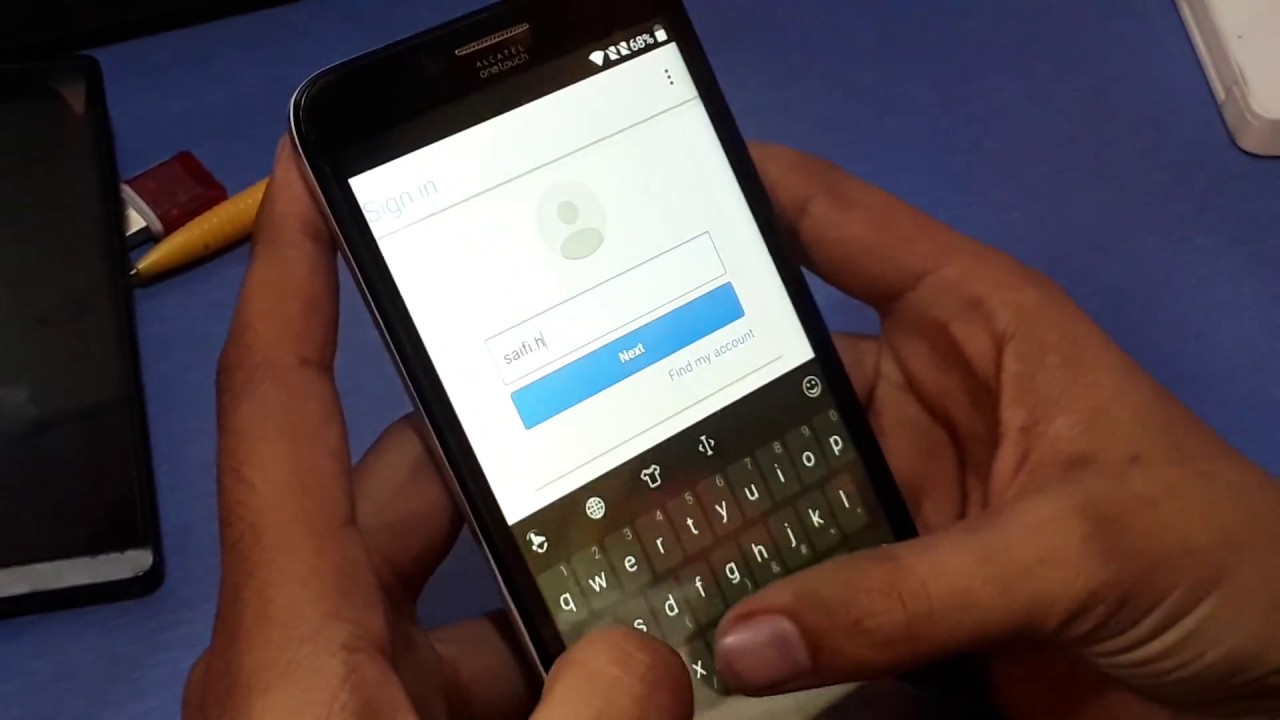 ALCATEL
onetouch
68%
Sign in
saifi.h
Next
Find my account
1 2 3 4 5 6 7 8 9 0
q w e r t y u i o p
s d f g h j k l
x